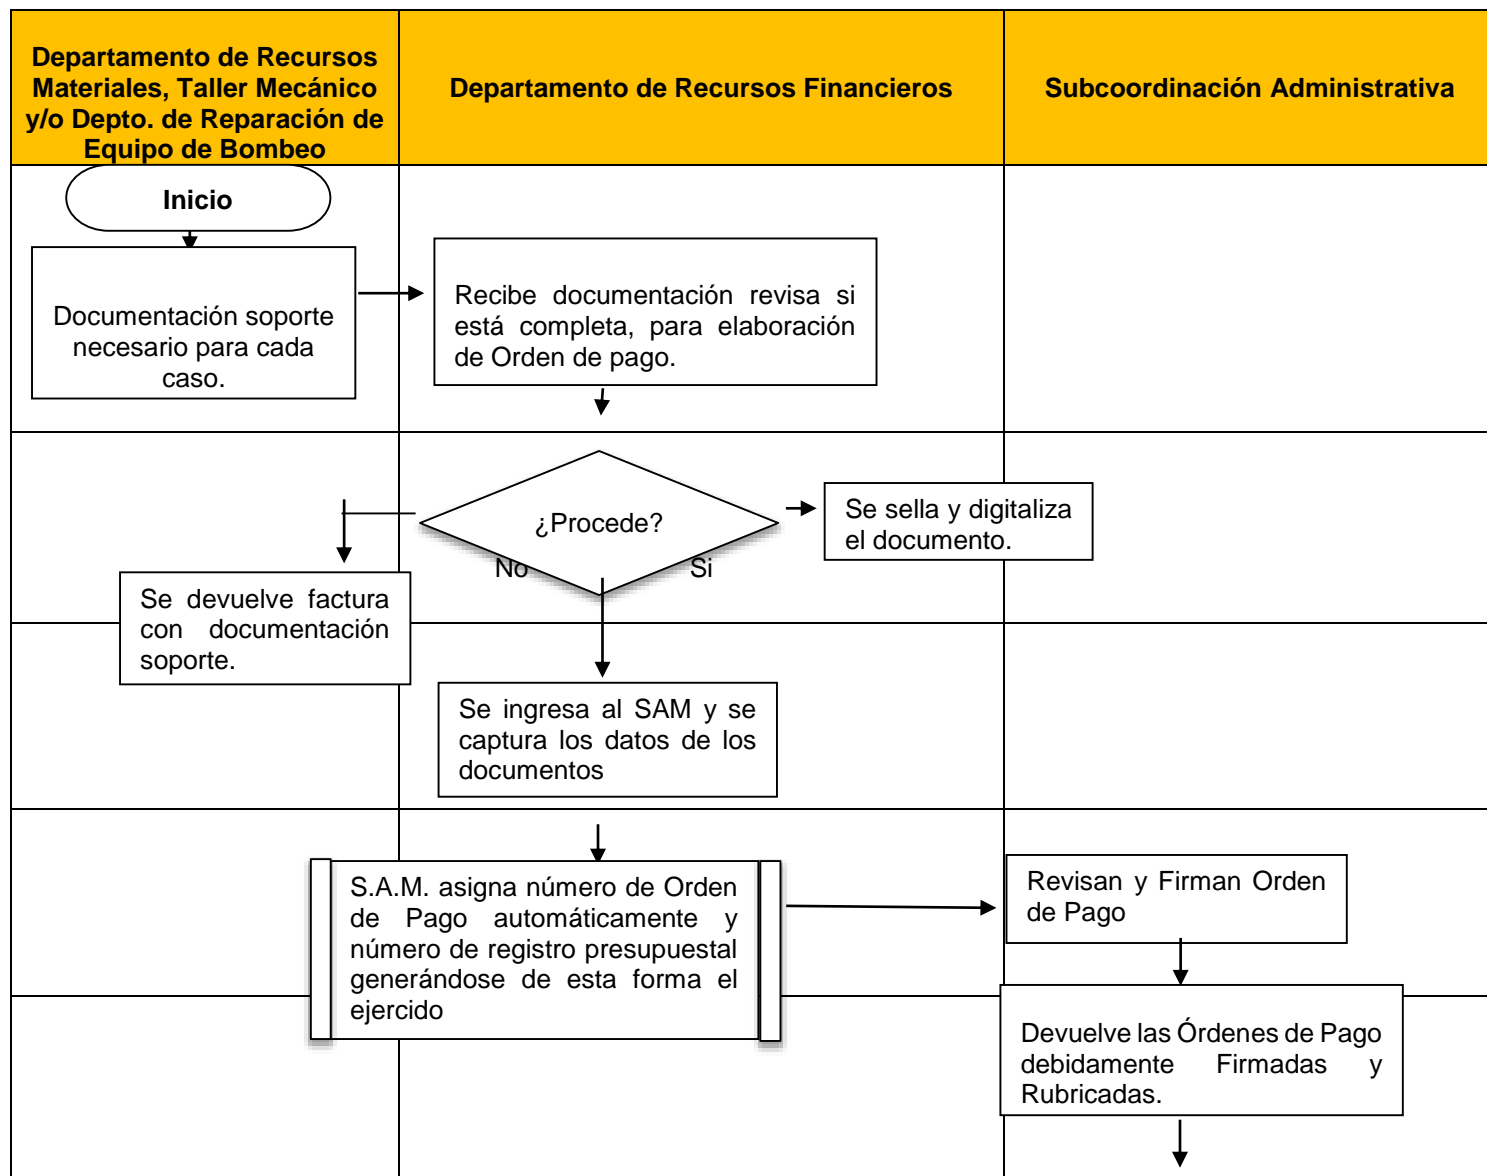 Departamento de Recursos
Materiales, Taller Mecánico
y/o Depto. de Reparación de
Equipo de Bombeo
Departamento de Recursos Financieros
Subcoordinación Administrativa
Inicio
Documentación soporte
necesario para cada
caso.
Recibe documentación revisa si
está completa, para elaboración
de Orden de pago.
¿Procede?
No
Si
Se sella y digitaliza
el documento.
Se devuelve factura
con documentación
soporte.
Se ingresa al SAM y se
captura los datos de los
documentos
S.A.M. asigna número de Orden
de Pago automáticamente y
número de registro presupuestal
generándose de esta forma el
ejercido
Revisan y Firman Orden
de Pago
Devuelve las Órdenes de Pago
debidamente Firmadas y
Rubricadas.